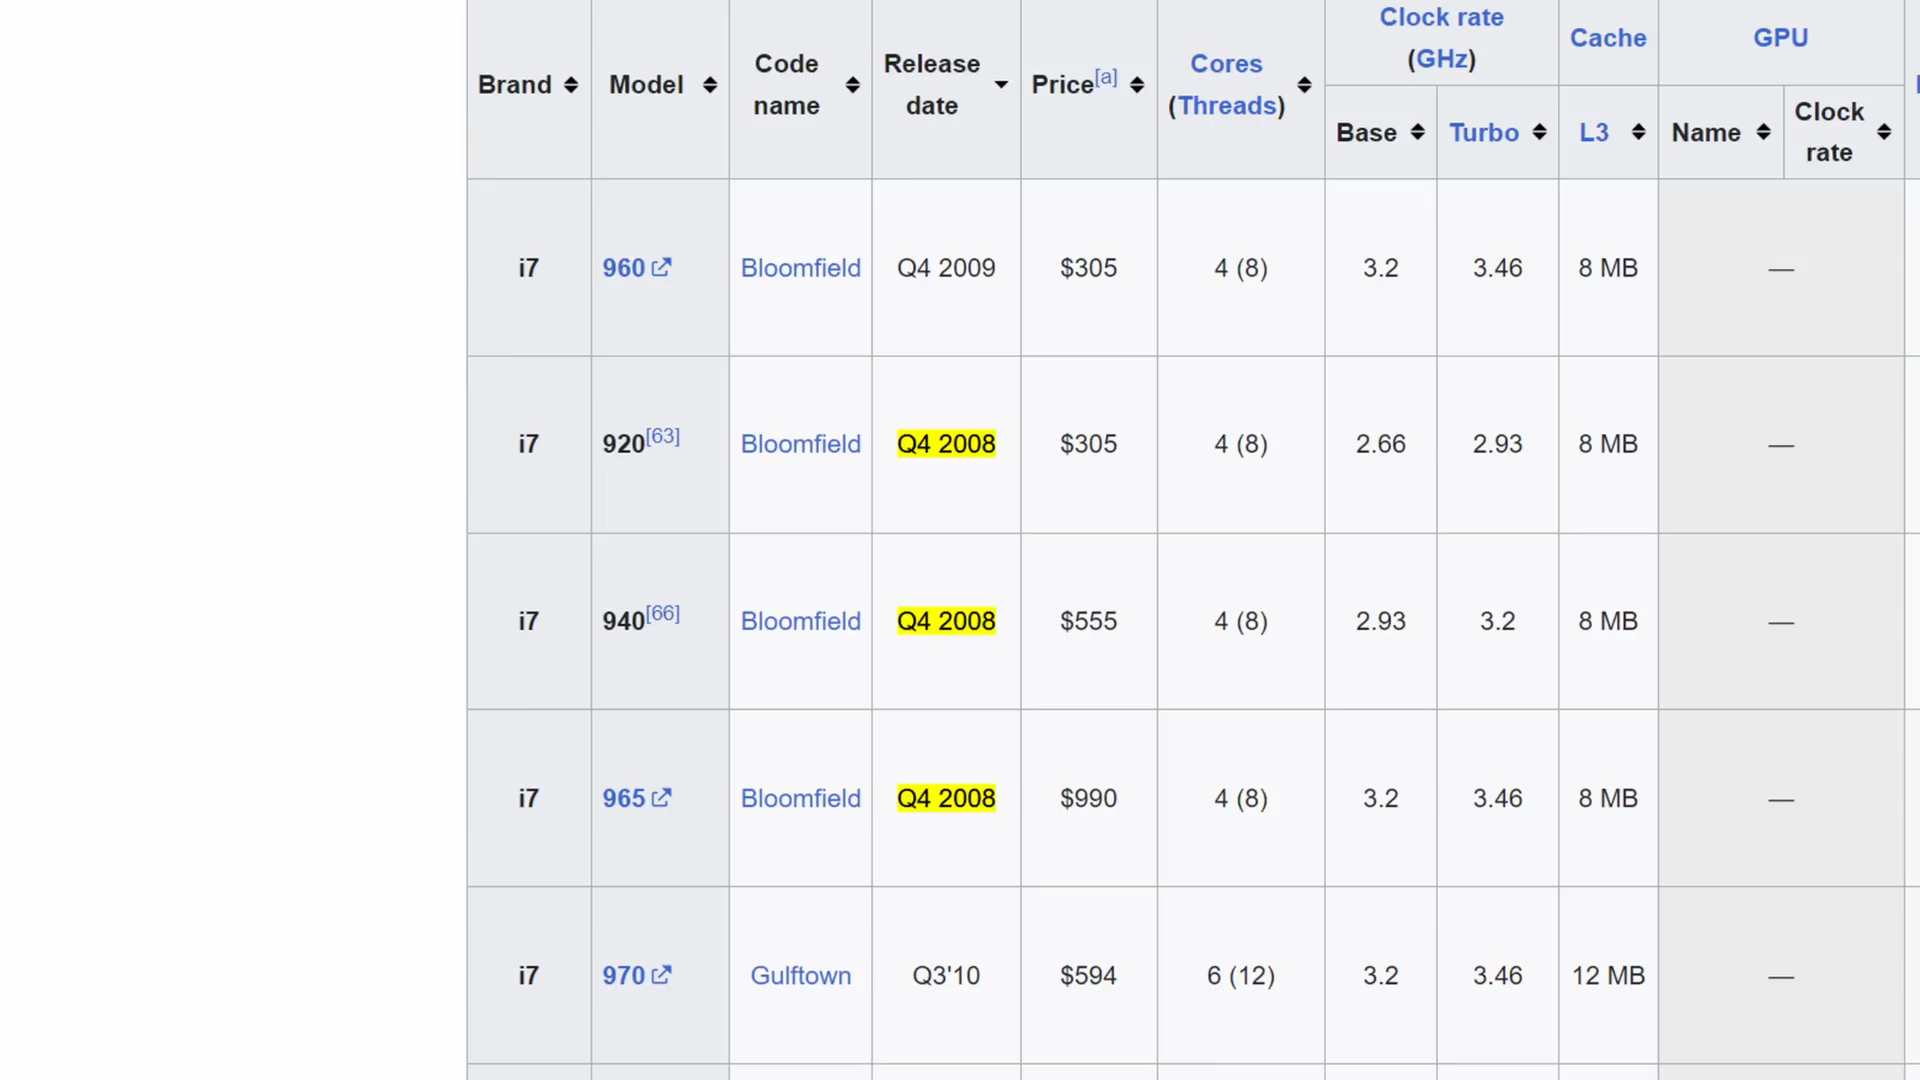 Brand Model Code name Release date Price[a] Cores (Threads) Clock rate (GHz) Cache GPU
Base Turbo L3 Name Clock rate
i7 960 Bloomfield Q4 2009 $305 4 (8) 3.2 3.46 8 MB —
i7 920[63] Bloomfield Q4 2008 $305 4 (8) 2.66 2.93 8 MB —
i7 940[66] Bloomfield Q4 2008 $555 4 (8) 2.93 3.2 8 MB —
i7 965 Bloomfield Q4 2008 $990 4 (8) 3.2 3.46 8 MB —
i7 970 Gulftown Q3'10 $594 6 (12) 3.2 3.46 12 MB —